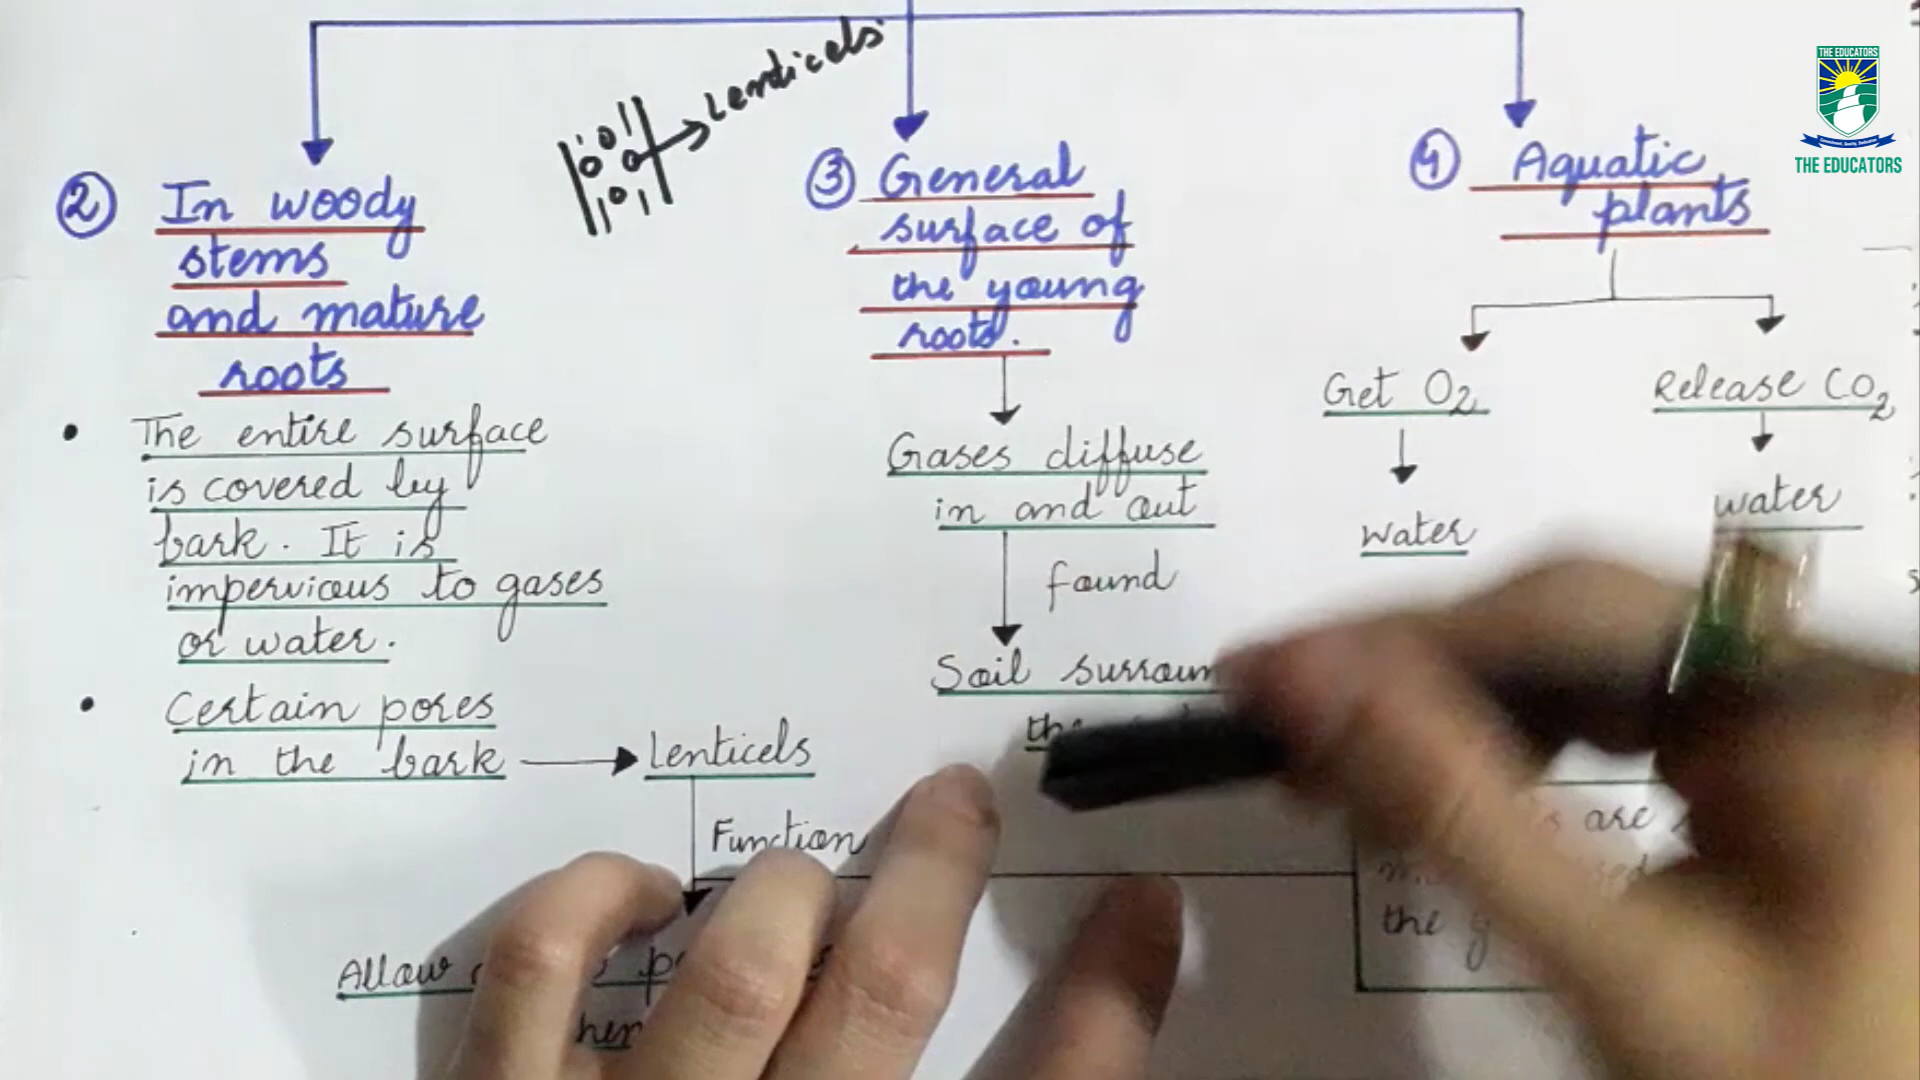 Lenticels
② In woody
stems
and mature
roots
• The entire surface
is covered by
bark. It is
impervious to gases
or water.
• Certain pores
in the bark → Lenticels
Function
Allow
③ General
surface of
the young
roots.
Gases diffuse
in and out
found
Soil
④ Aquatic
plants
Get O2
water
Release CO2
water
are
the
THE EDUCATORS
THE EDUCATORS